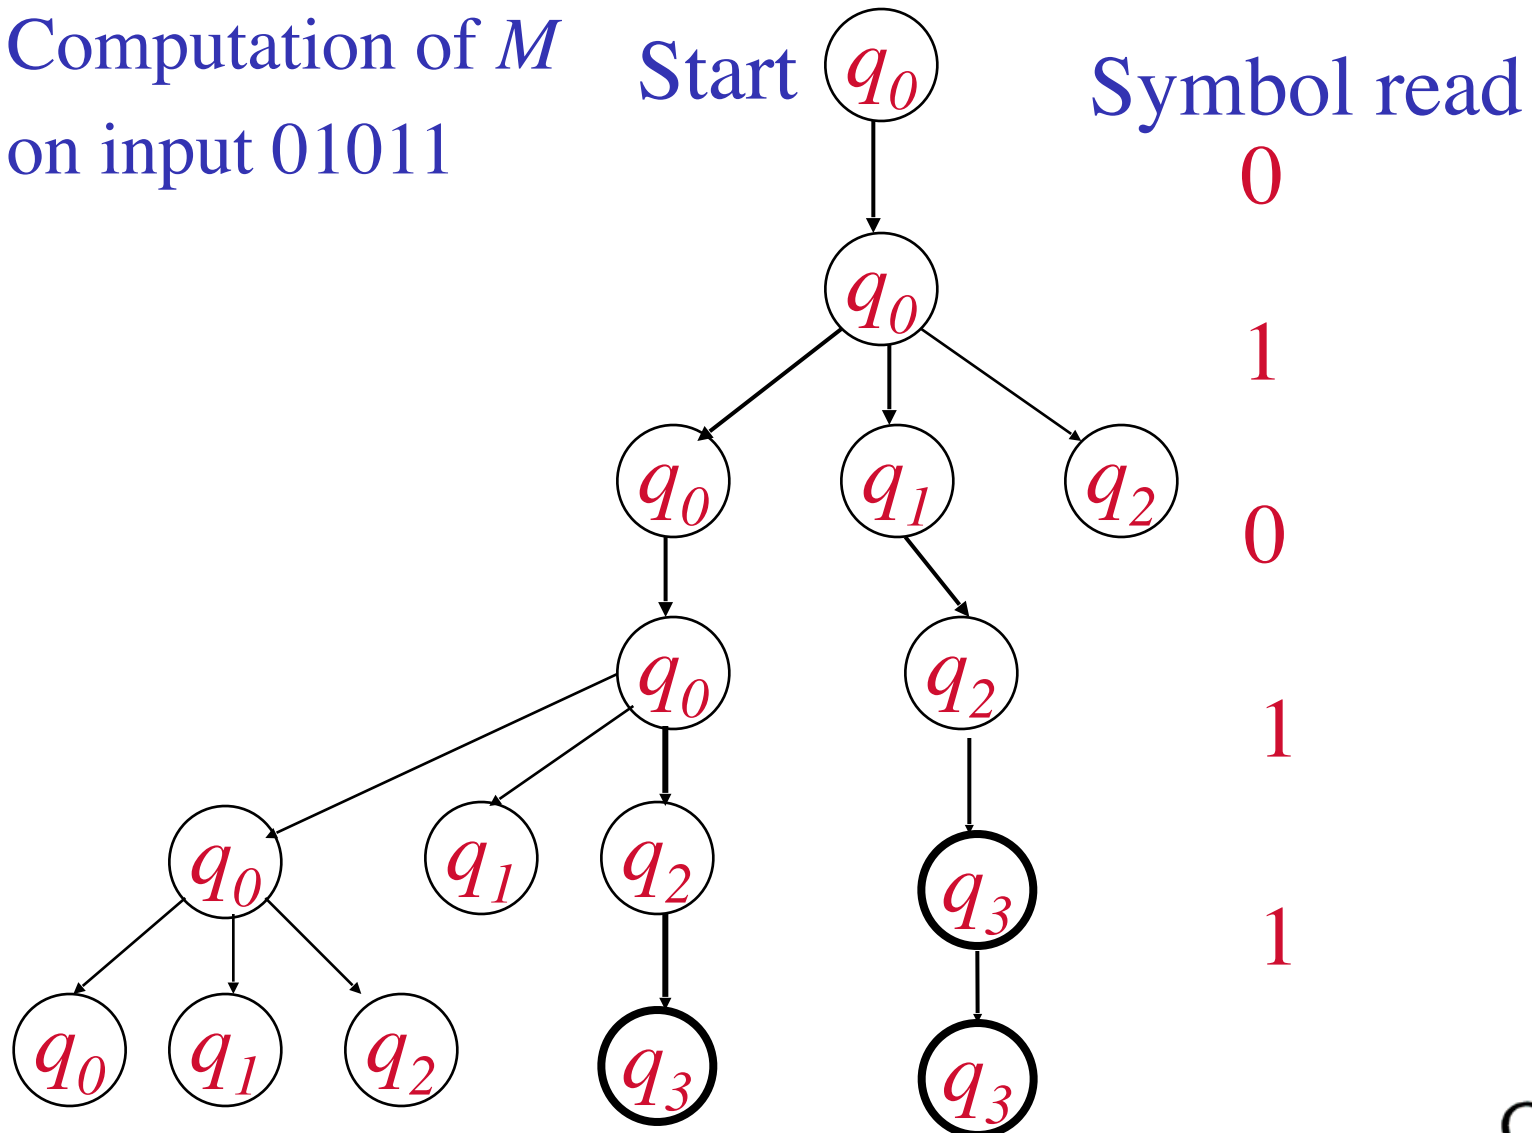 Computation of M
on input 01011
Start
q0
Symbol read
0
q0
1
q0 q1 q2
0
q0 q2
1
q0 q1 q2 q3
1
q0 q1 q2 q3 q3